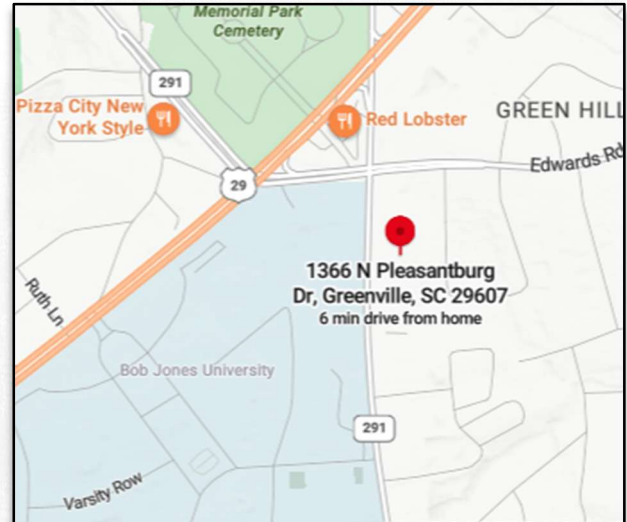 Memorial Park
Cemetery
291
Pizza City New
York Style
Red Lobster
GREEN HILL
Edwards Rd
29
1366 N Pleasantburg
Dr, Greenville, SC 29607
6 min drive from home
Ruth Ln
Bob Jones University
291
Varsity Row